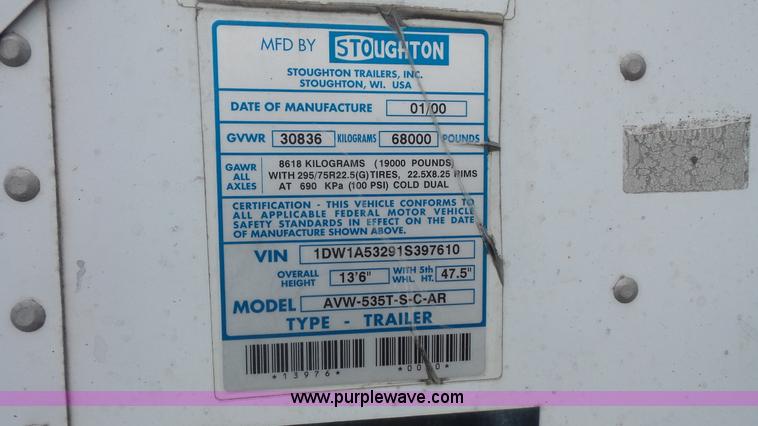 MFD BY STOUGHTON
STOUGHTON TRAILERS, INC.
STOUGHTON, WI. USA
DATE OF MANUFACTURE 01/00
GVWR 30836 KILOGRAMS 68000 POUNDS
GAWR ALL AXLES
8618 KILOGRAMS (19000 POUNDS)
WITH 295/75R22.5(G)TIRES, 22.5X8.25 RIMS
AT 690 KPa (100 PSI) COLD DUAL
CERTIFICATION - THIS VEHICLE CONFORMS TO
ALL APPLICABLE FEDERAL MOTOR VEHICLE
SAFETY STANDARDS IN EFFECT ON THE DATE
OF MANUFACTURE SHOWN ABOVE.
VIN 1DW1A53291S397610
OVERALL HEIGHT 13'6" WITH 5th WHL. HT. 47.5"
MODEL AVW-535T-S-C-AR
TYPE - TRAILER
*13976*
www.purplewave.com